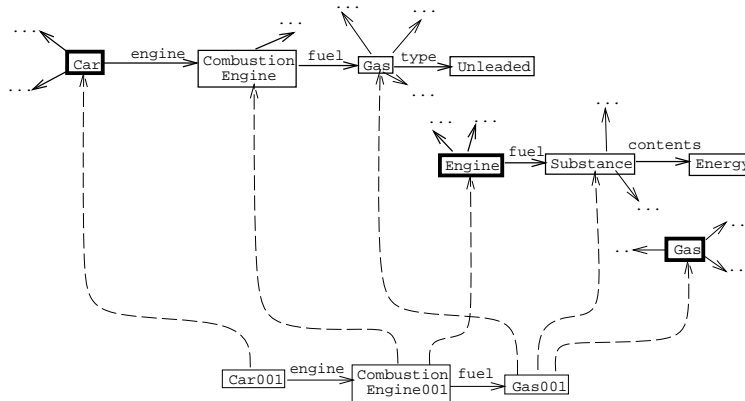 ...
...
...
...
...
Car
engine
Combustion
Engine
fuel
Gas
type
Unleaded
...
...
...
...
Engine
fuel
Substance
contents
Energy
...
...
..
Gas
...
Car001
engine
Combustion
Engine001
fuel
Gas001